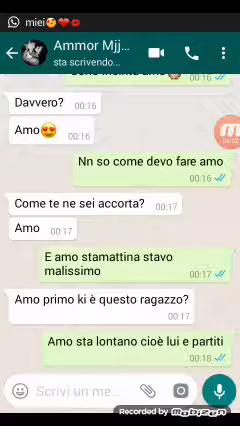 miei😘❤💋
Ammor Mjj...
sta scrivendo...
00:16
Davvero?
00:16
Amo😍
00:16
Nn so come devo fare amo
00:16
Come te ne sei accorta?
00:17
Amo
00:17
E amo stamattina stavo
malissimo
00:17
Amo primo ki è questo ragazzo?
00:17
Amo sta lontano cioè lui e partiti
00:18
Scrivi un me...
Recorded by Mobizen